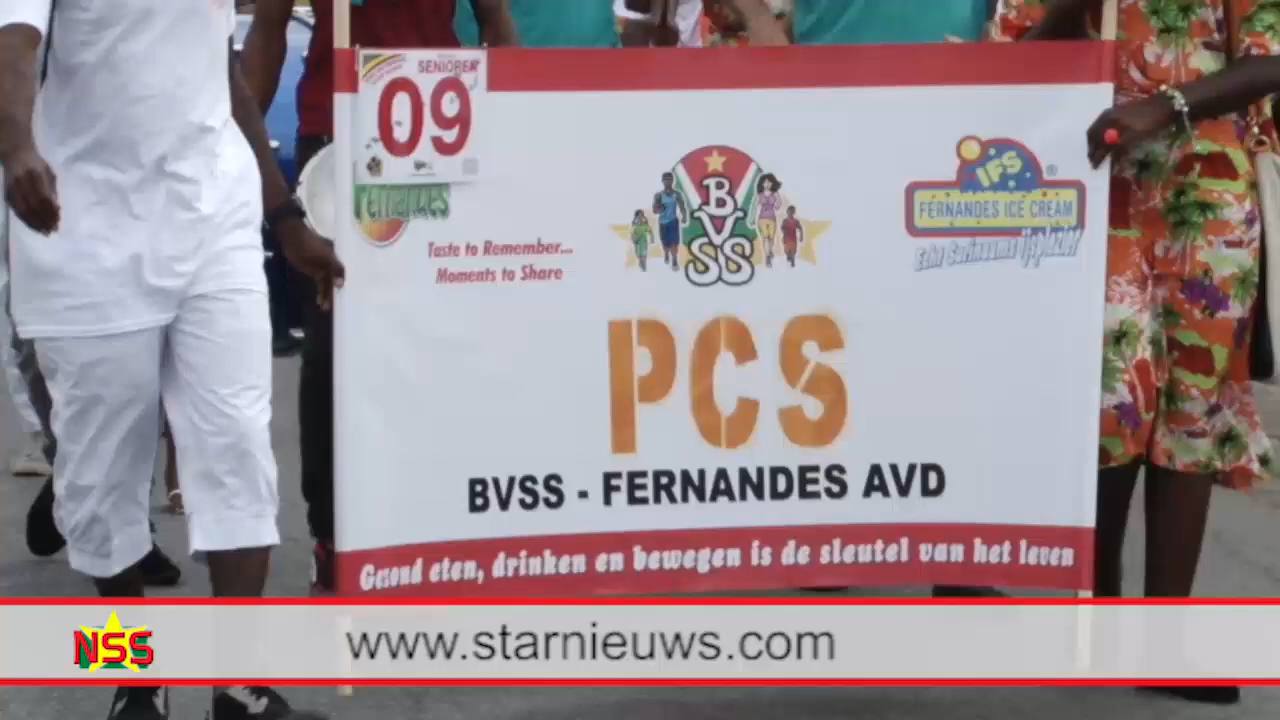 SENIOREN
09
fernandes
Taste to Remember...
Moments to Share
B
V
SS
IFS
®
FERNANDES ICE CREAM
Echt Surinaams Ijsplezier
PCS
BVSS - FERNANDES AVD
Gezond eten, drinken en bewegen is de sleutel van het leven
NSS
www.starnieuws.com